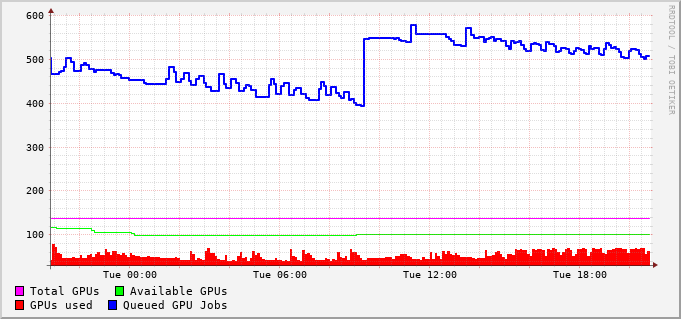 600
500
400
300
200
100
Tue 00:00 Tue 06:00 Tue 12:00 Tue 18:00
Total GPUs Available GPUs
GPUs used Queued GPU Jobs
RRDTOOL / TOBI OETIKER